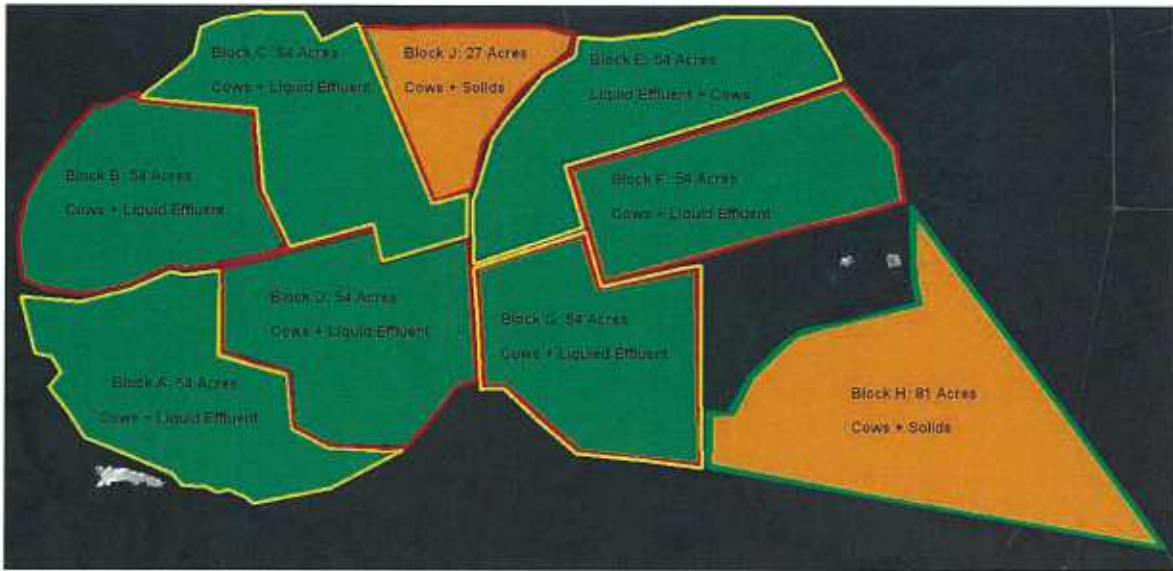 Block C: 54 Acres
Cows + Liquid Effluent
Block J: 27 Acres
Cows + Solids
Block E: 54 Acres
Liquid Effluent + Cows
Block B: 54 Acres
Cows + Liquid Effluent
Block F: 54 Acres
Cows + Liquid Effluent
Block D: 54 Acres
Cows + Liquid Effluent
Block G: 54 Acres
Cows + Liquied Effluent
Block A: 54 Acres
Cows + Liquid Effluent
Block H: 81 Acres
Cows + Solids